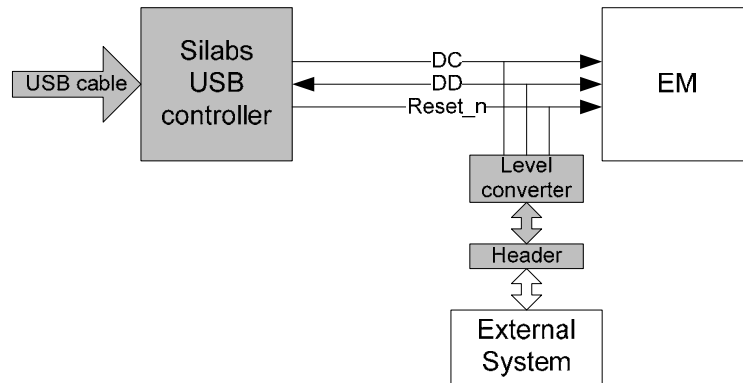 Silabs
USB
controller
USB cable
DC
DD
Reset_n
EM
Level
converter
Header
External
System